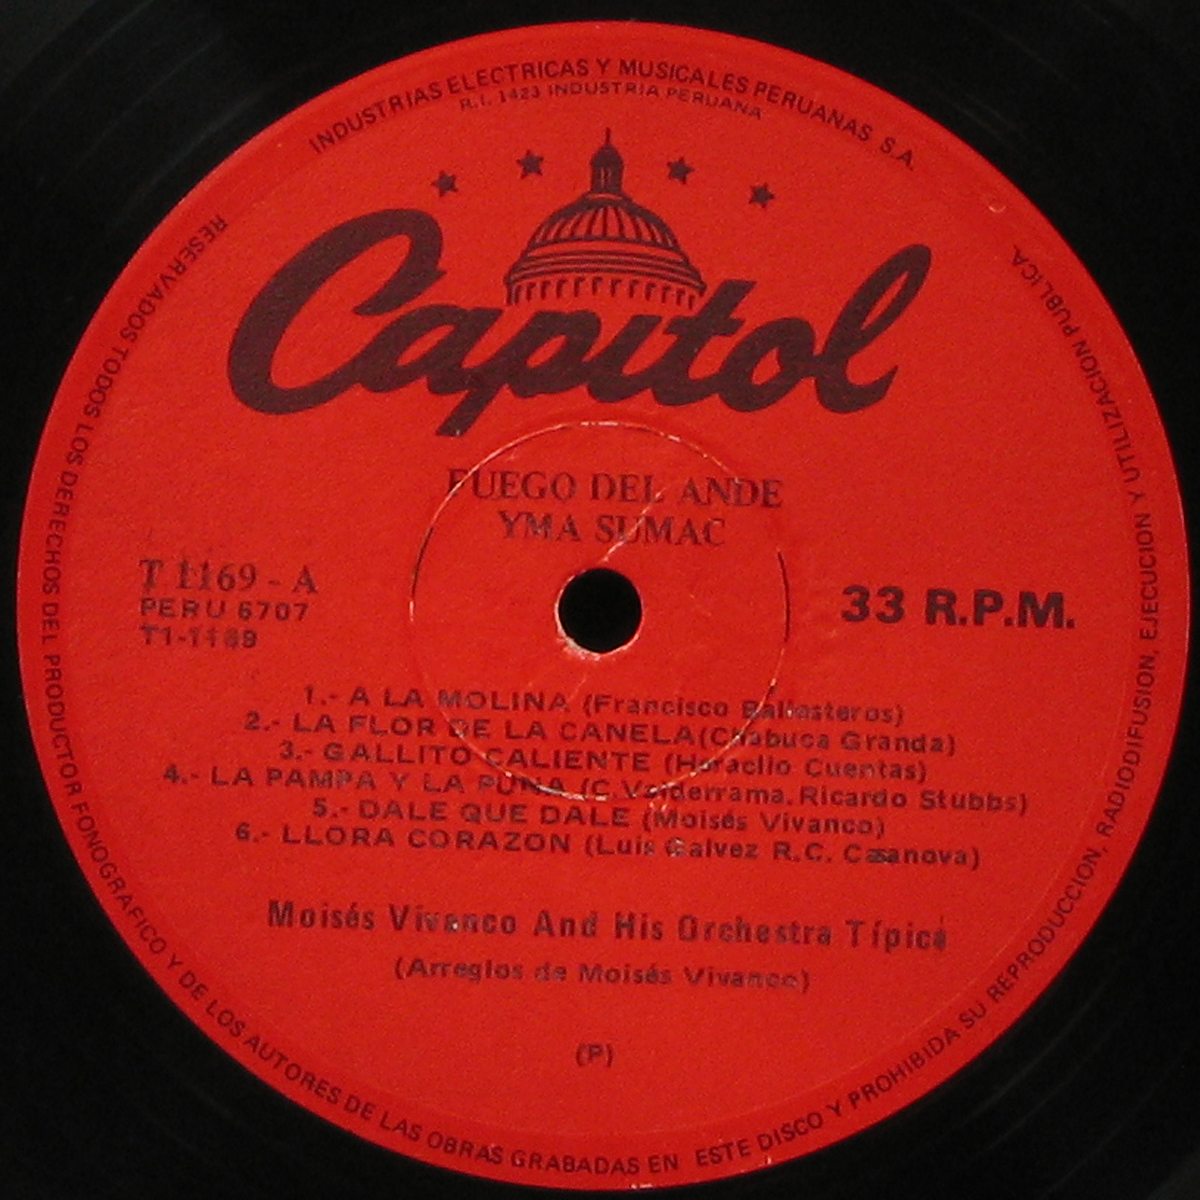 INDUSTRIAS ELECTRICAS Y MUSICALES PERUANAS S.A.
R.I. 1423 INDUSTRIA PERUANA
Capitol
FUEGO DEL ANDE
YMA SUMAC
T 1169 - A
PERU 6707
T1-1169
33 R.P.M.
1.- A LA MOLINA (Francisco Ballesteros)
2.- LA FLOR DE LA CANELA (Chabuca Granda)
3.- GALLITO CALIENTE (Horaclio Cuentas)
4.- LA PAMPA Y LA PUNA (C. Valderrama. Ricardo Stubbs)
5.- DALE QUE DALE (Moisés Vivanco)
6.- LLORA CORAZON (Luis Galvez R.C. Casanova)
Moisés Vivanco And His Orchestra Típica
(Arreglos de Moisés Vivanco)
(P)
RESERVADOS TODOS LOS DERECHOS DEL PRODUCTOR FONOGRAFICO Y DE LOS AUTORES DE LAS OBRAS GRABADAS EN ESTE DISCO Y PROHIBIDA SU REPRODUCCION, RADIODIFUSION, EJECUCION Y UTILIZACION PUBLICA.